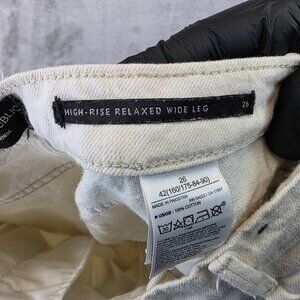 HIGH-RISE RELAXED WIDE LEG 26
26
42(160/175-84-90)
MADE IN PAKISTAN
100% COTTON